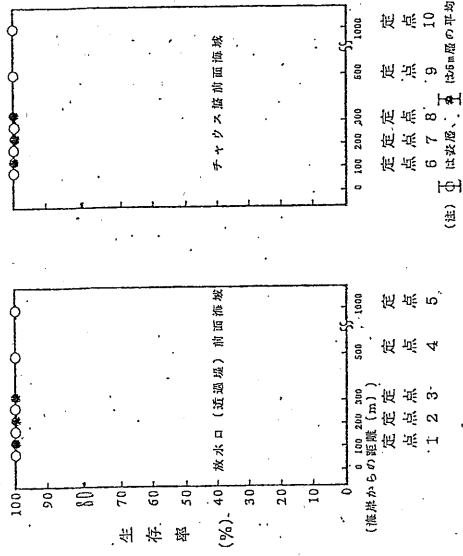 100
90
80
70
60
50
40
30
20
10
0
生存率
(%)
放水口(近過堤)前面海域
0 100 200 300 500 1000
(海岸からの距離(m))
定点 定点 定点 定点 定点
1 2 3 4 5
チャウス脇前面海域
0 100 200 300 500 1000
定点 定点 定点 定点 定点
6 7 8 9 10
(注) は表層、 は5m層の平均